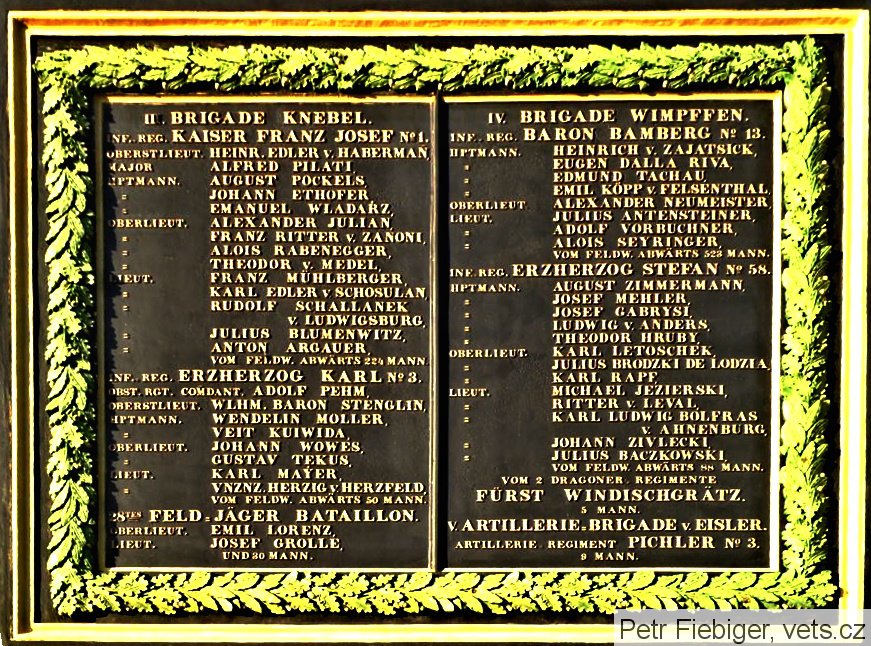 III. BRIGADE KNEBEL.
INF. REG. KAISER FRANZ JOSEF No 1.
OBERSTLIEUT. HEINR. EDLER v. HABERMAN,
MAJOR ALFRED PILATI
HPTMANN. AUGUST POCKELS,
" JOHANN ETHOFER
" EMANUEL WLADARZ,
OBERLIEUT. ALEXANDER JULIAN,
" FRANZ RITTER v. ZANONI,
" ALOIS RABENEGGER,
" THEODOR v. MEDEL,
LIEUT. FRANZ MÜHLBERGER,
" KARL EDLER v. SCHOSULAN,
" RUDOLF SCHALLANEK
v. LUDWIGSBURG,
" JULIUS BLUMENWITZ,
" ANTON ARGAUER,
VOM FELDW. ABWÄRTS 224 MANN.
INF. REG. ERZHERZOG KARL No 3.
OBST. RGT. COMDANT. ADOLF PEHM,
OBERSTLIEUT. WLHM. BARON STENGLIN,
HPTMANN. WENDELIN MOLLER,
" VEIT KUIWIDA,
OBERLIEUT. JOHANN WOWES,
" GUSTAV TEKUS,
LIEUT. KARL MAYER,
" VNZNZ. HERZIG v. HERZFELD,
VOM FELDW. ABWÄRTS 50 MANN.
28TES FELD=JÄGER BATAILLON.
OBERLIEUT. EMIL LORENZ,
LIEUT. JOSEF GROLLE,
UND 30 MANN.
IV. BRIGADE WIMPFFEN.
INF. REG. BARON BAMBERG No 13.
HPTMANN. HEINRICH v. ZAJATSICK,
" EUGEN DALLA RIVA,
" EDMUND TACHAU,
" EMIL KÖPP v. FELSENTHAL,
OBERLIEUT. ALEXANDER NEUMEISTER,
LIEUT. JULIUS ANTENSTEINER,
" ADOLF VORBUCHNER,
" ALOIS SEYRINGER,
VOM FELDW. ABWÄRTS 523 MANN.
INF. REG. ERZHERZOG STEFAN No 58.
HPTMANN. AUGUST ZIMMERMANN,
" JOSEF MEHLER,
" JOSEF GABRYSI,
" LUDWIG v. ANDERS,
" THEODOR HRUBY,
OBERLIEUT. KARL LETOSCHEK,
" JULIUS BRODZKI DE LODZIA,
" KARL RAPF,
LIEUT. MICHAEL JEZIERSKI,
" RITTER v. LEVAL,
" KARL LUDWIG BOLFRAS
v. AHNENBURG,
" JOHANN ZIVLECKI,
" JULIUS BACZKOWSKI,
VOM FELDW. ABWÄRTS 88 MANN.
VOM 2 DRAGONER REGIMENTE
FÜRST WINDISCHGRÄTZ.
5 MANN.
V. ARTILLERIE=BRIGADE v. EISLER.
ARTILLERIE REGIMENT PICHLER No 3.
9 MANN.
Petr Fiebiger, vets.cz